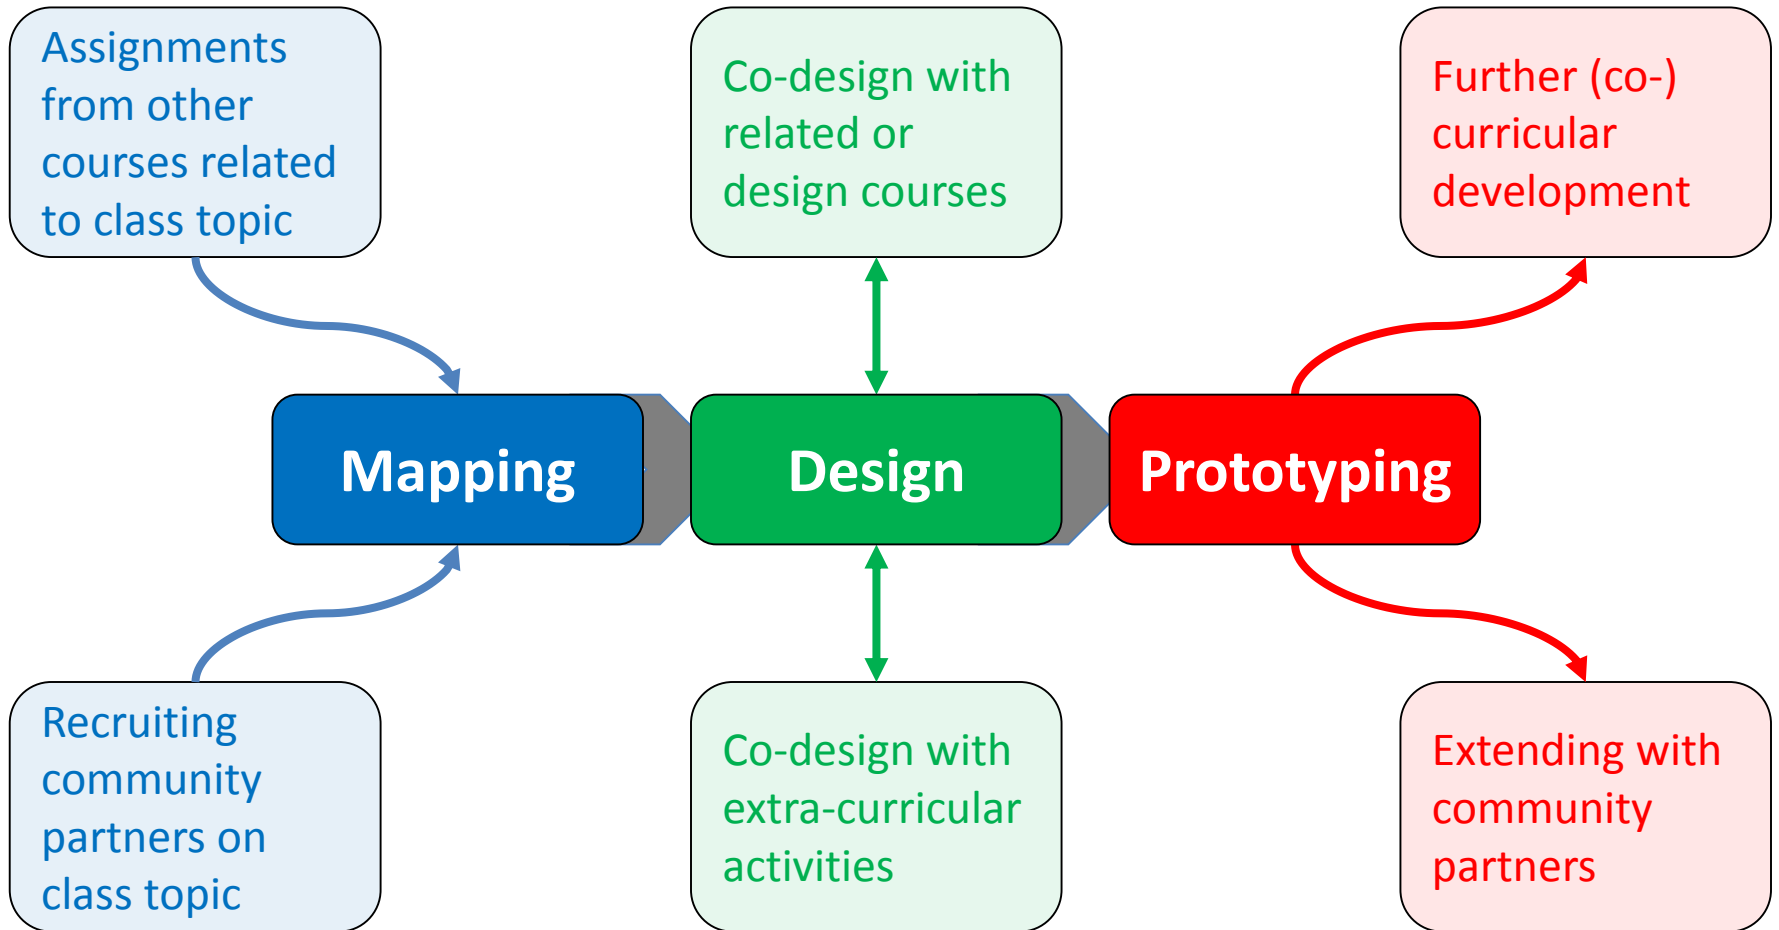 Assignments
from other
courses related
to class topic
Co-design with
related or
design courses
Further (co-)
curricular
development
Mapping
Design
Prototyping
Recruiting
community
partners on
class topic
Co-design with
extra-curricular
activities
Extending with
community
partners